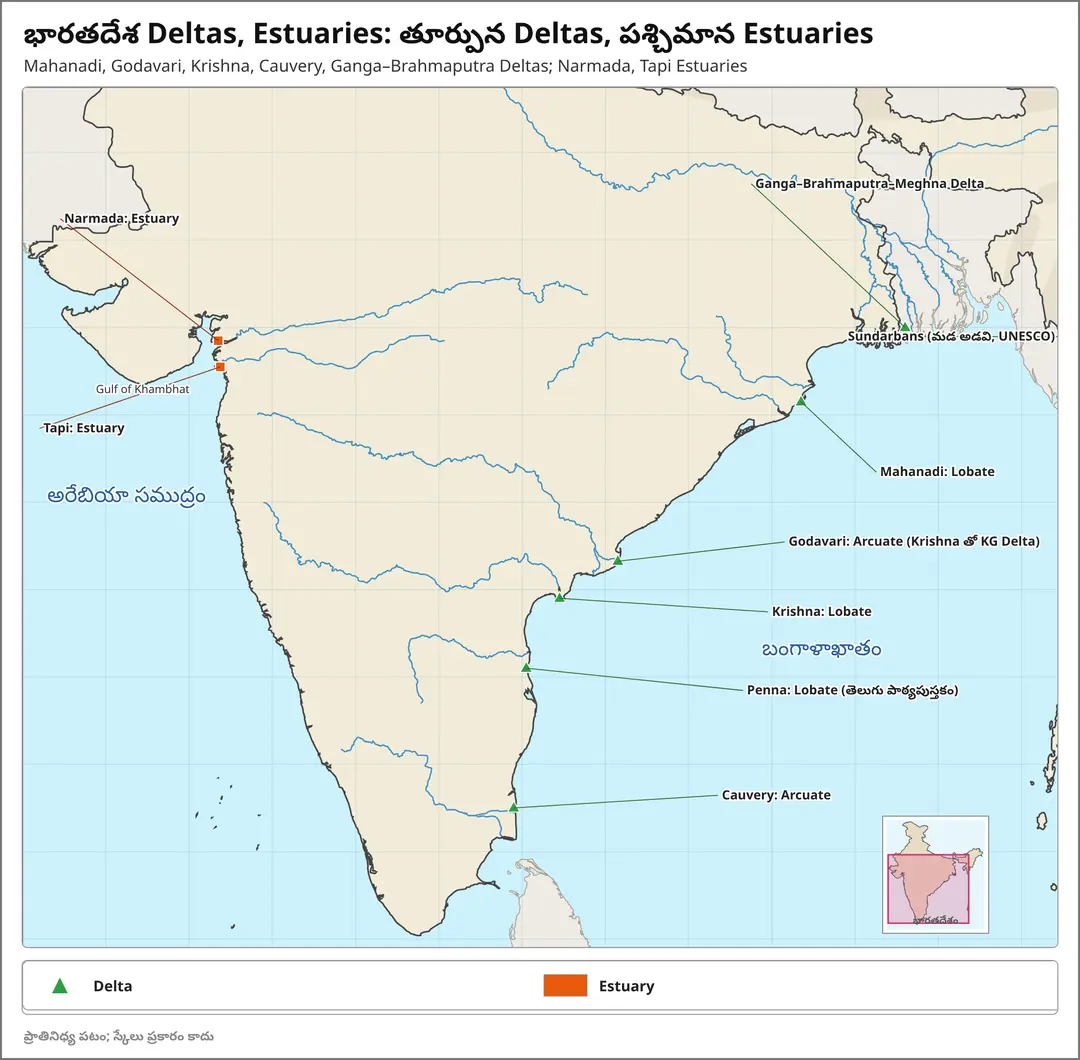 భారతదేశ Deltas, Estuaries: తూర్పున Deltas, పశ్చిమాన Estuaries
Mahanadi, Godavari, Krishna, Cauvery, Ganga–Brahmaputra Deltas; Narmada, Tapi Estuaries
Ganga–Brahmaputra–Meghna Delta
Narmada: Estuary
Sundarbans (మడ అడవి, UNESCO)
Gulf of Khambhat
Tapi: Estuary
Mahanadi: Lobate
అరేబియా సముద్రం
Godavari: Arcuate (Krishna తో KG Delta)
Krishna: Lobate
బంగాళాఖాతం
Penna: Lobate (తెలుగు పాఠ్యపుస్తకం)
Cauvery: Arcuate
భారతదేశం
Delta
Estuary
ప్రాతినిధ్య పటం; స్కేలు ప్రకారం కాదు